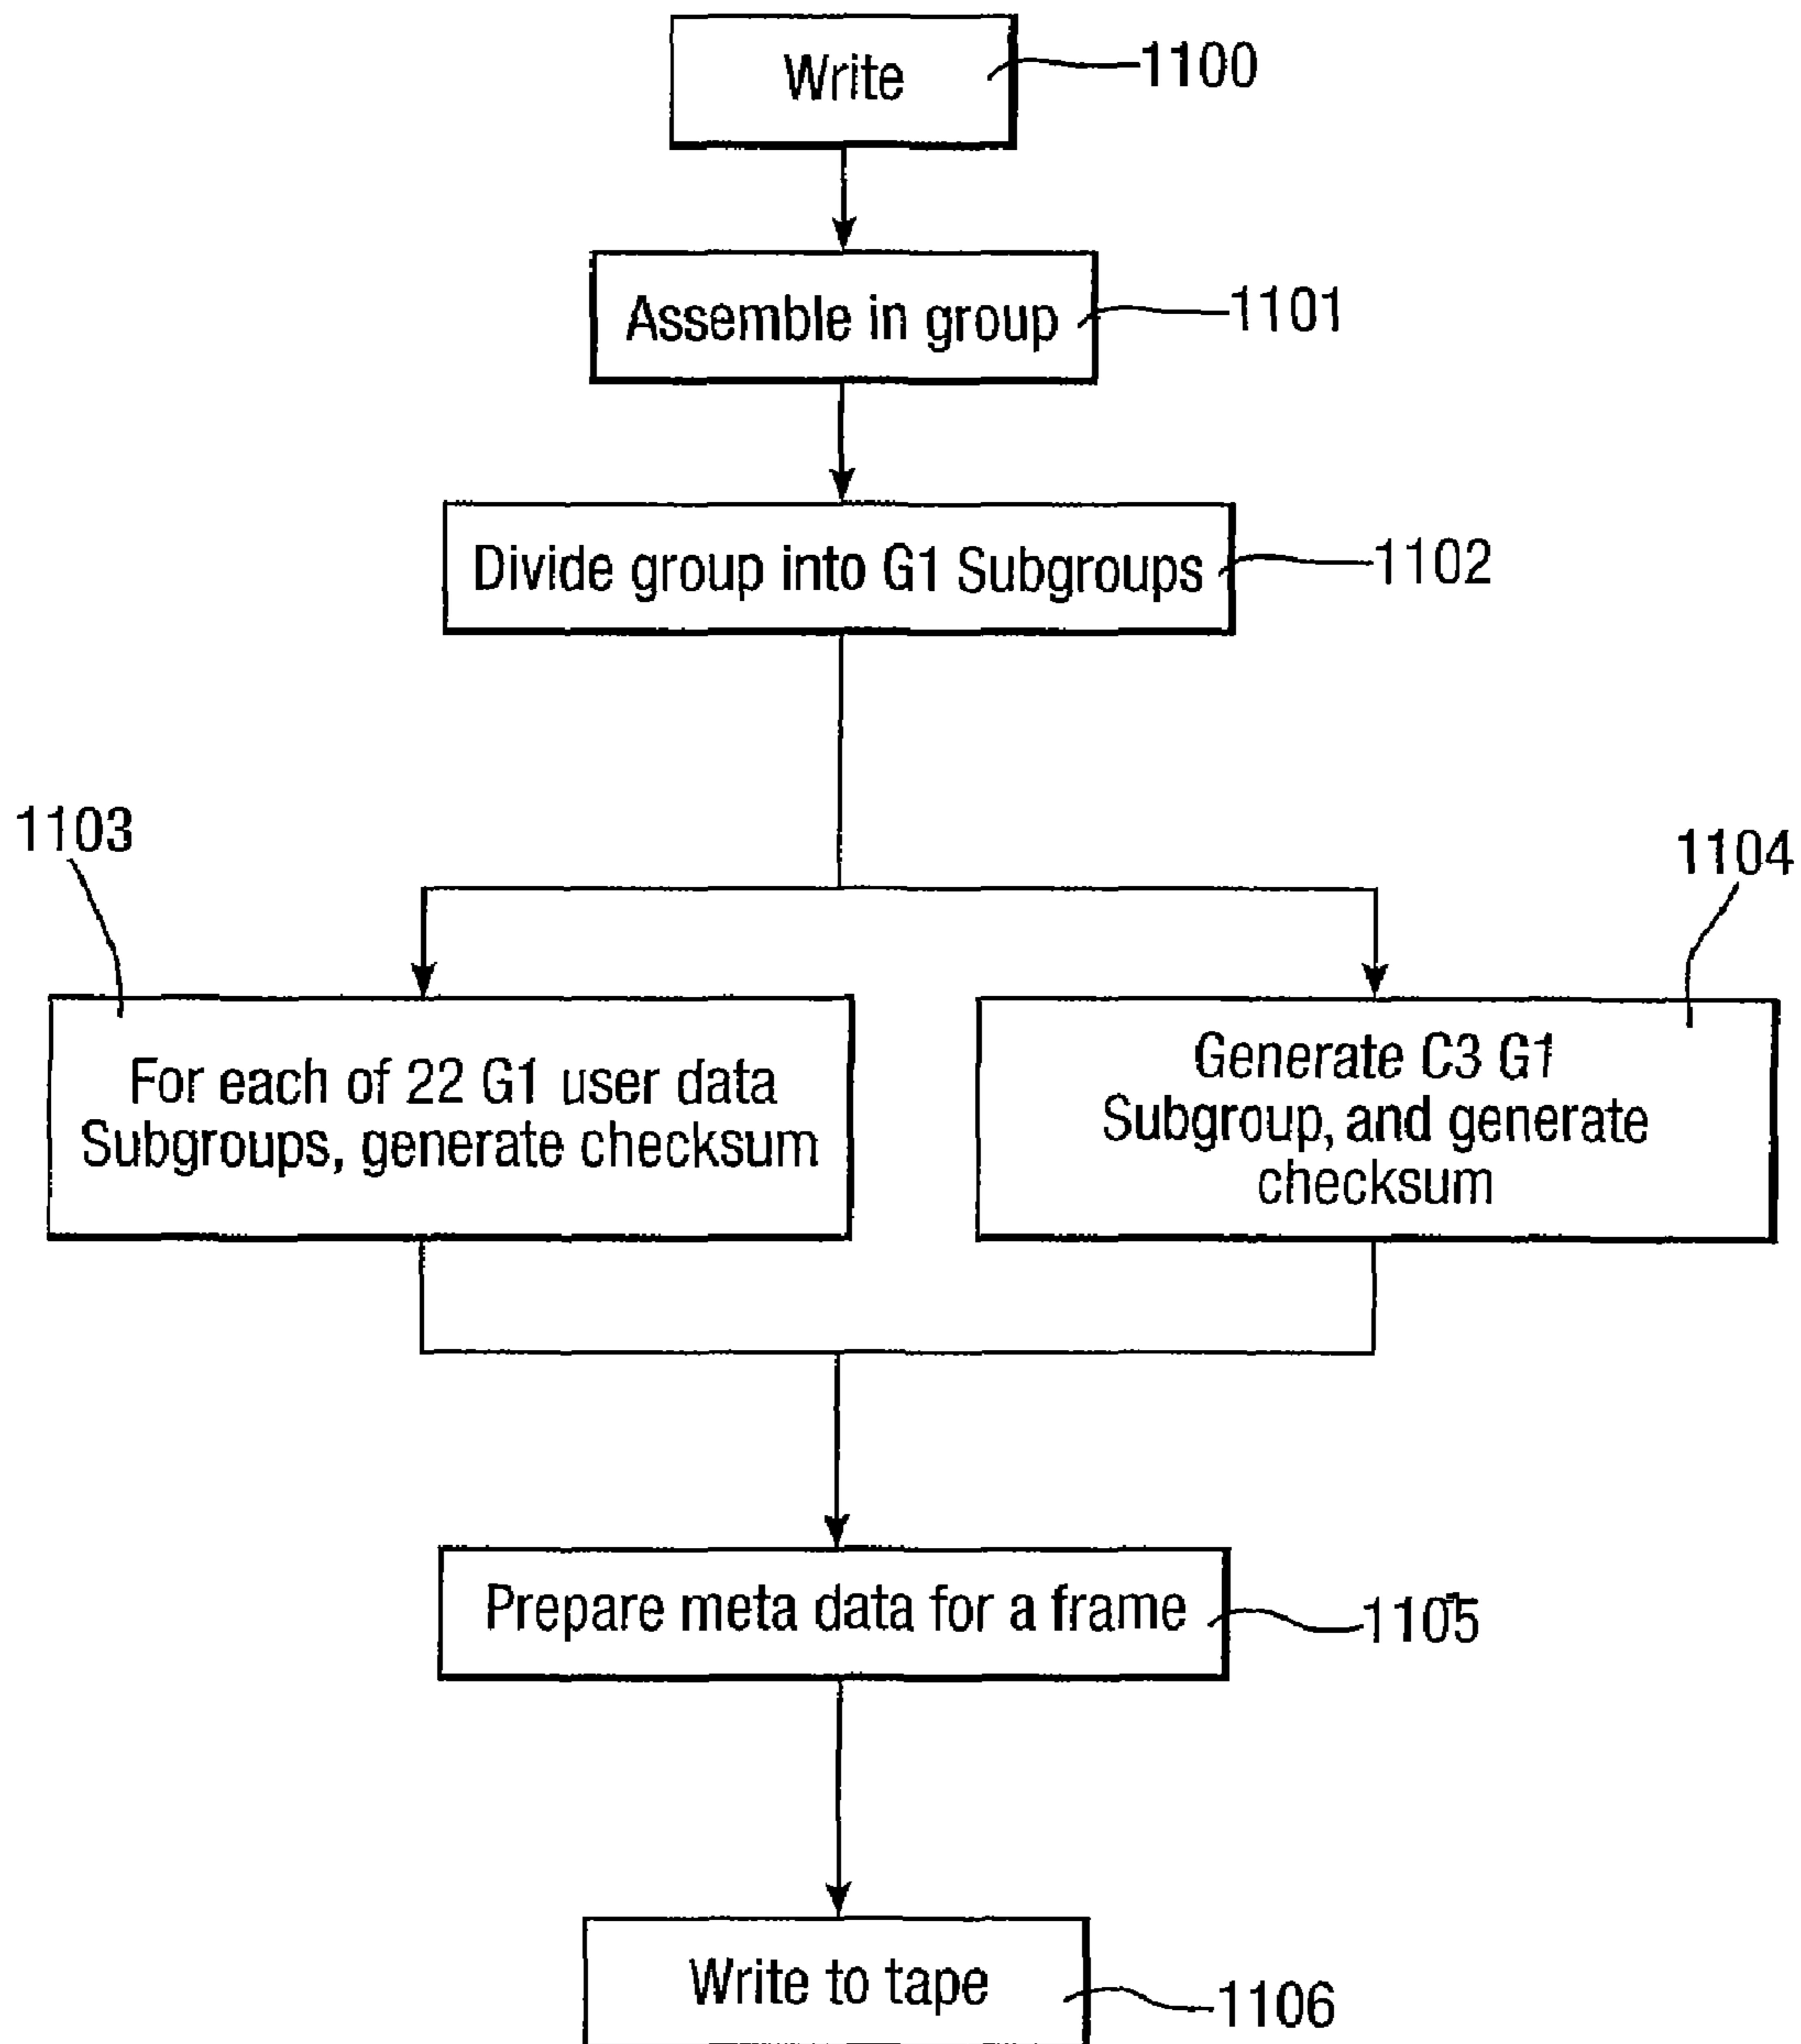 Write
1100
Assemble in group
1101
Divide group into G1 Subgroups
1102
1103
1104
For each of 22 G1 user data
Subgroups, generate checksum
Generate C3 G1
Subgroup, and generate
checksum
Prepare meta data for a frame
1105
Write to tape
1106